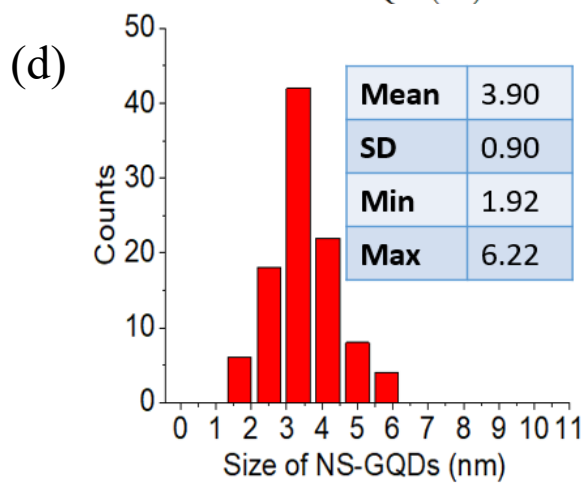 (d)
50
40
30
20
10
0
Counts
Mean 3.90
SD 0.90
Min 1.92
Max 6.22
0 1 2 3 4 5 6 7 8 9 10 11
Size of NS-GQDs (nm)